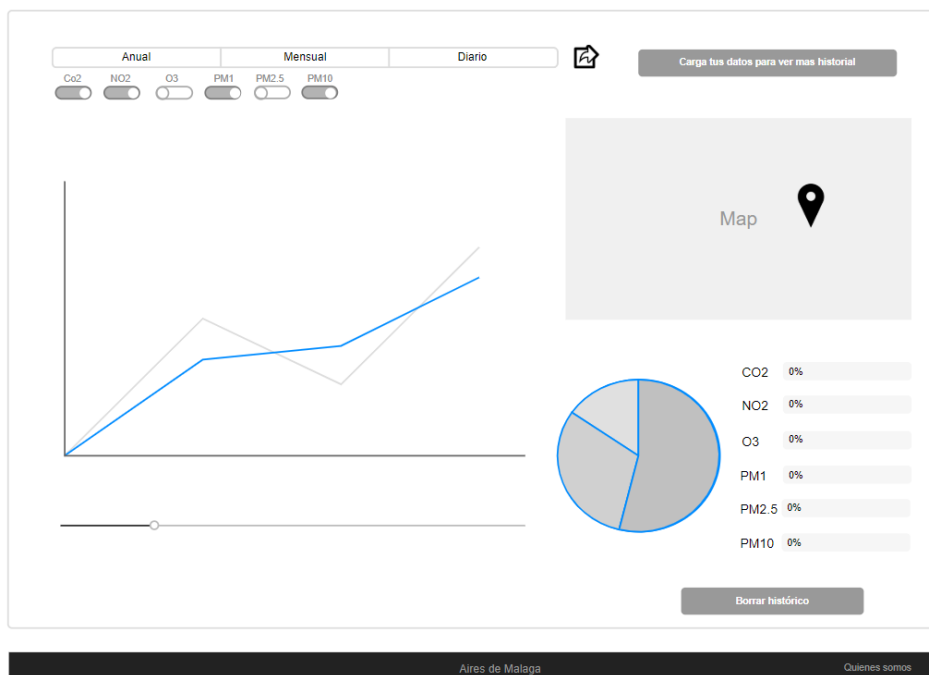 Anual Mensual Diario
Carga tus datos para ver mas historial
Co2 NO2 O3 PM1 PM2.5 PM10
Map
CO2 0%
NO2 0%
O3 0%
PM1 0%
PM2.5 0%
PM10 0%
Borrar histórico
Aires de Malaga
Quienes somos